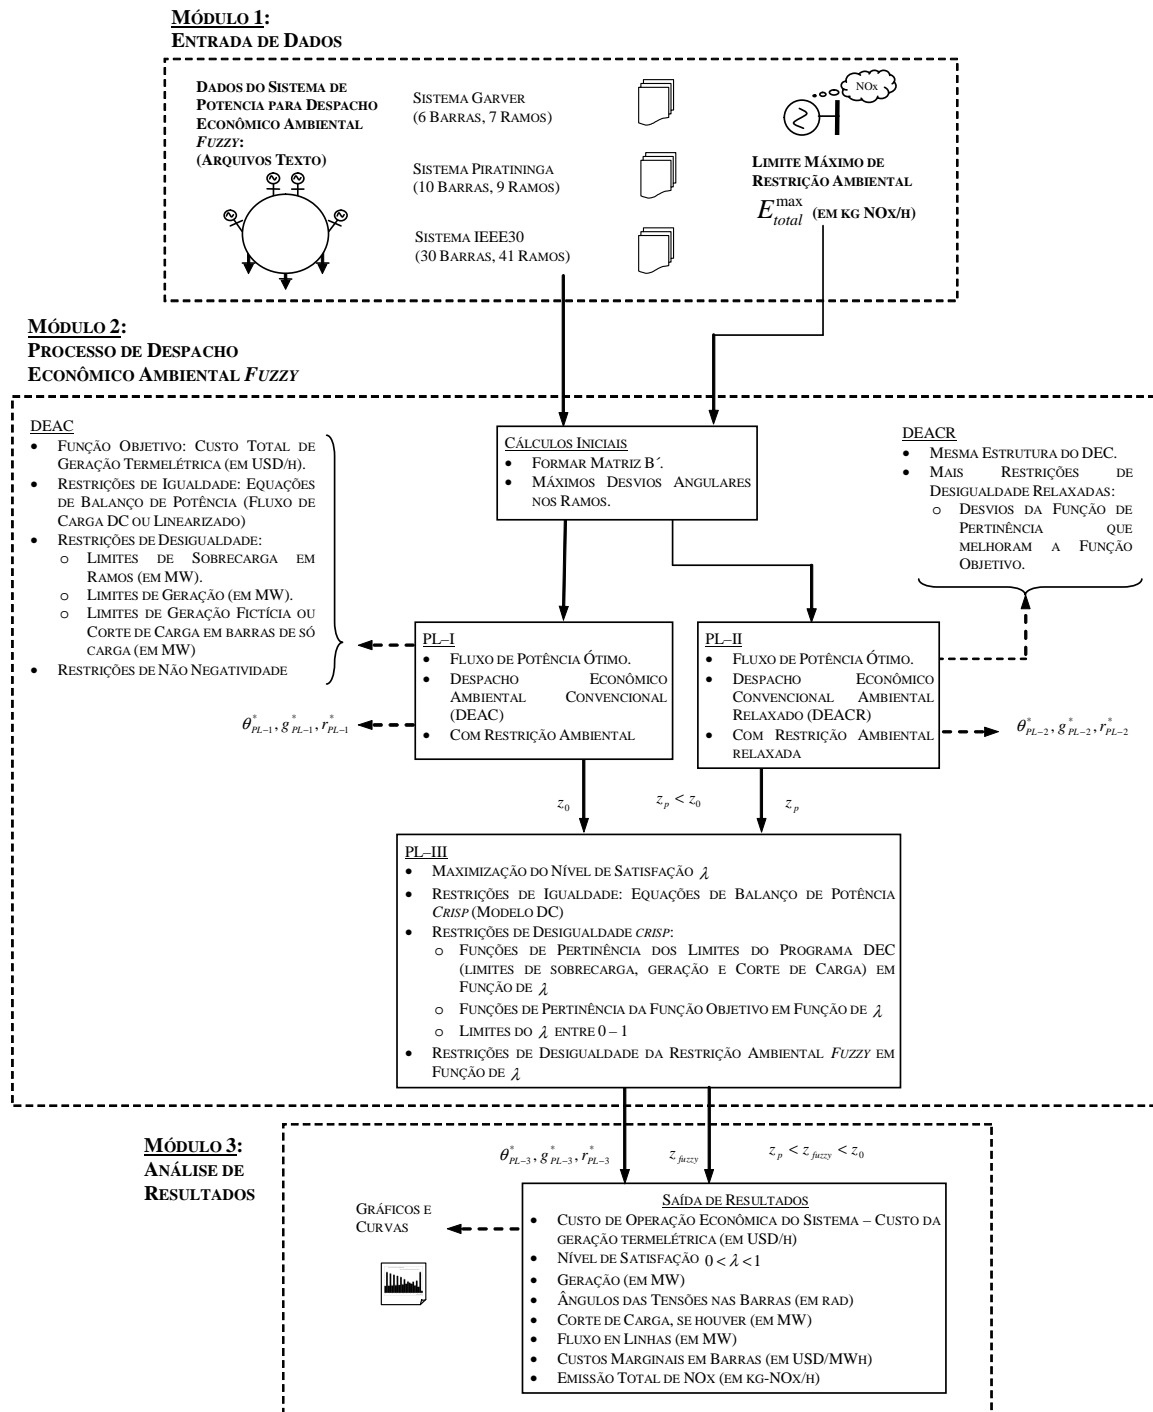 MÓDULO 1:
ENTRADA DE DADOS
DADOS DO SISTEMA DE
POTENCIA PARA DESPACHO
ECONÔMICO AMBIENTAL
FUZZY:
(ARQUIVOS TEXTO)
SISTEMA GARVER
(6 BARRAS, 7 RAMOS)
SISTEMA PIRATININGA
(10 BARRAS, 9 RAMOS)
SISTEMA IEEE30
(30 BARRAS, 41 RAMOS)
NOx
LIMITE MÁXIMO DE
RESTRIÇÃO AMBIENTAL
E_{total}^{max} (EM KG NOX/H)
MÓDULO 2:
PROCESSO DE DESPACHO
ECONÔMICO AMBIENTAL FUZZY
DEAC
• FUNÇÃO OBJETIVO: CUSTO TOTAL DE
GERAÇÃO TERMELÉTRICA (EM USD/H).
• RESTRIÇÕES DE IGUALDADE: EQUAÇÕES
DE BALANÇO DE POTÊNCIA (FLUXO DE
CARGA DC OU LINEARIZADO)
• RESTRIÇÕES DE DESIGUALDADE:
o LIMITES DE SOBRECARGA EM
RAMOS (EM MW).
o LIMITES DE GERAÇÃO (EM MW).
o LIMITES DE GERAÇÃO FICTÍCIA OU
CORTE DE CARGA EM BARRAS DE SÓ
CARGA (EM MW)
• RESTRIÇÕES DE NÃO NEGATIVIDADE
CÁLCULOS INICIAIS
• FORMAR MATRIZ B´.
• MÁXIMOS DESVIOS ANGULARES
NOS RAMOS.
DEACR
• MESMA ESTRUTURA DO DEC.
• MAIS RESTRIÇÕES DE
DESIGUALDADE RELAXADAS:
o DESVIOS DA FUNÇÃO DE
PERTINÊNCIA QUE
MELHORAM A FUNÇÃO
OBJETIVO.
PL–I
• FLUXO DE POTÊNCIA ÓTIMO.
• DESPACHO ECONÔMICO
AMBIENTAL CONVENCIONAL
(DEAC)
• COM RESTRIÇÃO AMBIENTAL
PL–II
• FLUXO DE POTÊNCIA ÓTIMO.
• DESPACHO ECONÔMICO
CONVENCIONAL AMBIENTAL
RELAXADO (DEACR)
• COM RESTRIÇÃO AMBIENTAL
RELAXADA
θ*_{PL−1}, g*_{PL−1}, r*_{PL−1}
θ*_{PL−2}, g*_{PL−2}, r*_{PL−2}
z_0
z_p < z_0
z_p
PL–III
• MAXIMIZAÇÃO DO NÍVEL DE SATISFAÇÃO λ
• RESTRIÇÕES DE IGUALDADE: EQUAÇÕES DE BALANÇO DE POTÊNCIA
CRISP (MODELO DC)
• RESTRIÇÕES DE DESIGUALDADE CRISP:
o FUNÇÕES DE PERTINÊNCIA DOS LIMITES DO PROGRAMA DEC
(LIMITES DE SOBRECARGA, GERAÇÃO E CORTE DE CARGA) EM
FUNÇÃO DE λ
o FUNÇÕES DE PERTINÊNCIA DA FUNÇÃO OBJETIVO EM FUNÇÃO DE λ
o LIMITES DO λ ENTRE 0 – 1
• RESTRIÇÕES DE DESIGUALDADE DA RESTRIÇÃO AMBIENTAL FUZZY EM
FUNÇÃO DE λ
MÓDULO 3:
ANÁLISE DE
RESULTADOS
θ*_{PL−3}, g*_{PL−3}, r*_{PL−3}
z_{fuzzy}
z_p < z_{fuzzy} < z_0
GRÁFICOS E
CURVAS
SAÍDA DE RESULTADOS
• CUSTO DE OPERAÇÃO ECONÔMICA DO SISTEMA – CUSTO DA
GERAÇÃO TERMELÉTRICA (EM USD/H)
• NÍVEL DE SATISFAÇÃO 0 < λ < 1
• GERAÇÃO (EM MW)
• ÂNGULOS DAS TENSÕES NAS BARRAS (EM RAD)
• CORTE DE CARGA, SE HOUVER (EM MW)
• FLUXO EN LINHAS (EM MW)
• CUSTOS MARGINAIS EM BARRAS (EM USD/MWH)
• EMISSÃO TOTAL DE NOX (EM KG-NOX/H)